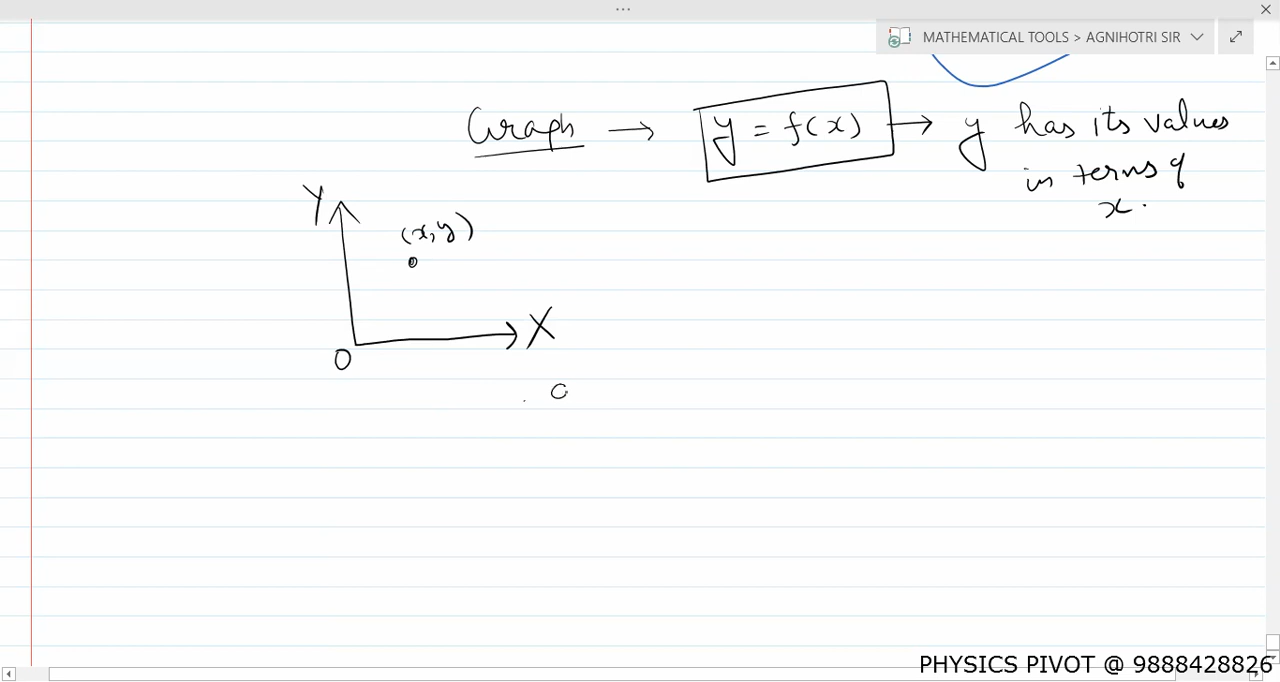 MATHEMATICAL TOOLS > AGNIHOTRI SIR
Graph → y = f(x) → y has its values
in terms of
x.
Y
(x, y)
X
O
PHYSICS PIVOT @ 9888428826